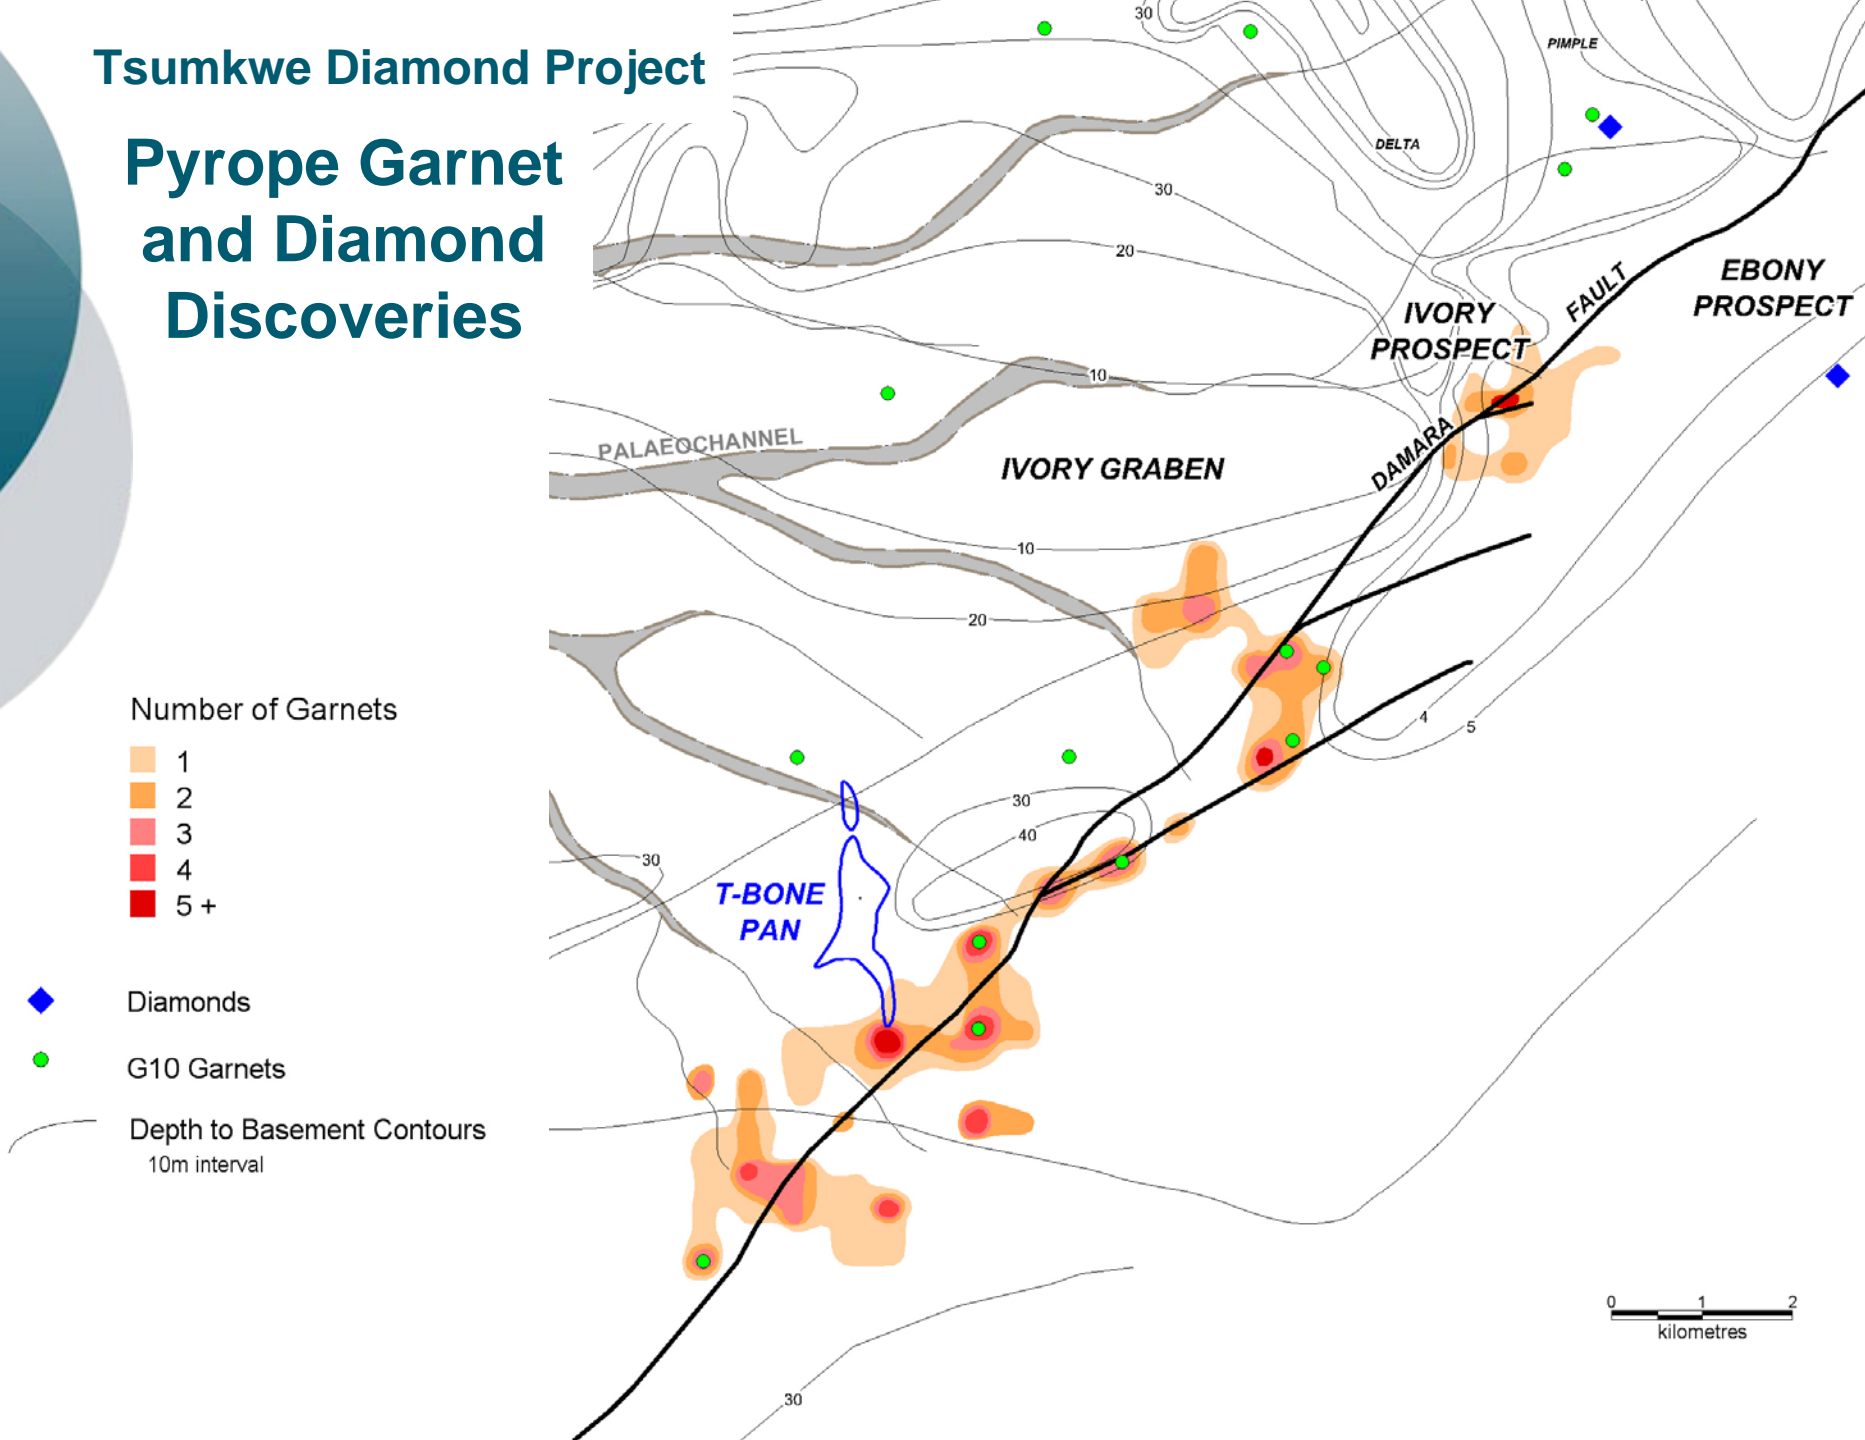 Tsumkwe Diamond Project
Pyrope Garnet
and Diamond
Discoveries
30
PIMPLE
DELTA
30
20
FAULT
EBONY
PROSPECT
IVORY
PROSPECT
10
PALAEOCHANNEL
DAMARA
IVORY GRABEN
10
20
4
5
30
40
30
T-BONE
PAN
Number of Garnets
1
2
3
4
5 +
Diamonds
G10 Garnets
Depth to Basement Contours
10m interval
0 1 2
kilometres
30